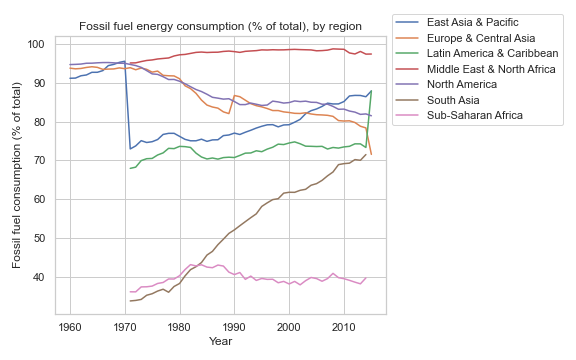 Fossil fuel energy consumption (% of total), by region
East Asia & Pacific
Europe & Central Asia
Latin America & Caribbean
Middle East & North Africa
North America
South Asia
Sub-Saharan Africa
Fossil fuel consumption (% of total)
100
90
80
70
60
50
40
1960
1970
1980
1990
2000
2010
Year